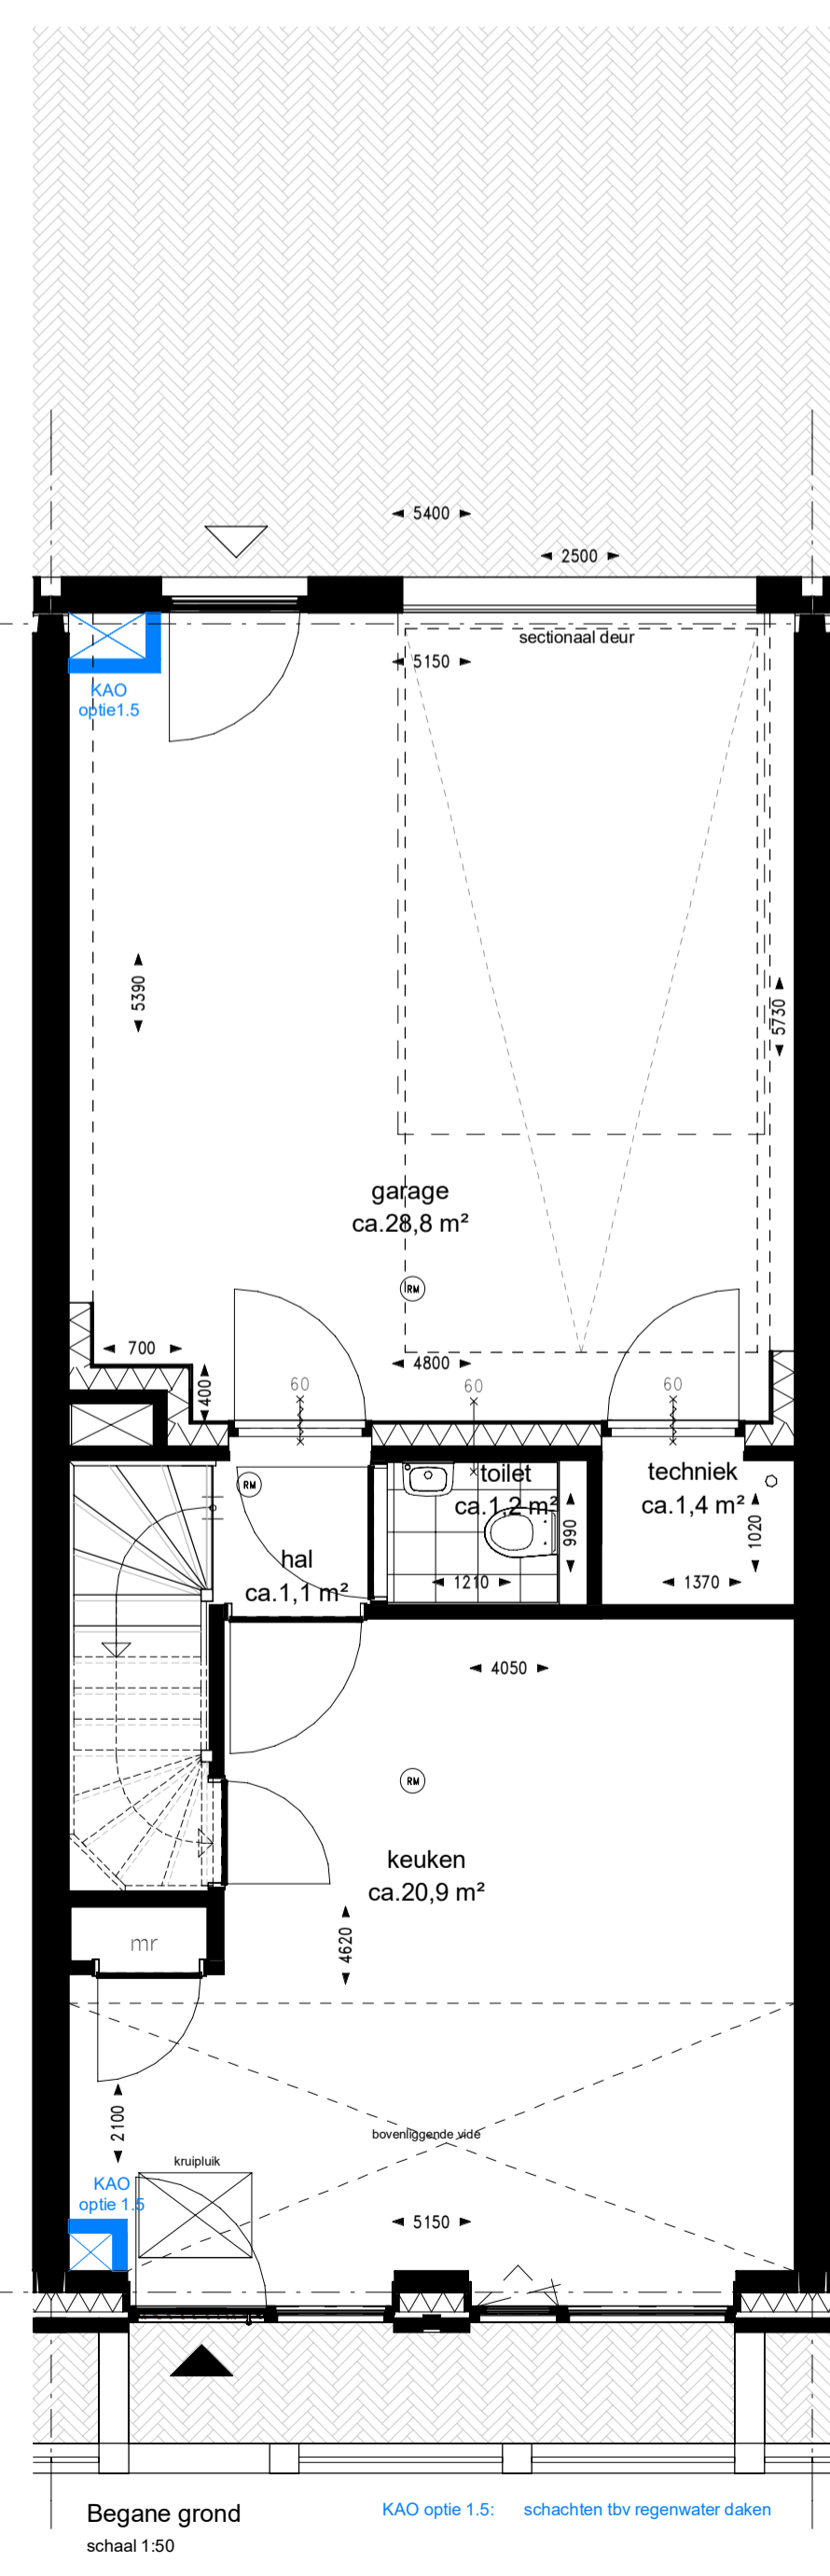 5400
2500
sectionaal deur
5150
KAO
optie1.5
5390
5730
garage
ca.28,8 m²
RM
700
4800
400
60
60
60
RM
toilet
ca.1,2 m²
techniek
ca.1,4 m²
990
1020
hal
ca.1,1 m²
1210
1370
4050
RM
keuken
ca.20,9 m²
4620
mr
2100
bovenliggende vide
kruipluik
KAO
optie 1.5
5150
Begane grond
schaal 1:50
KAO optie 1.5: schachten tbv regenwater daken